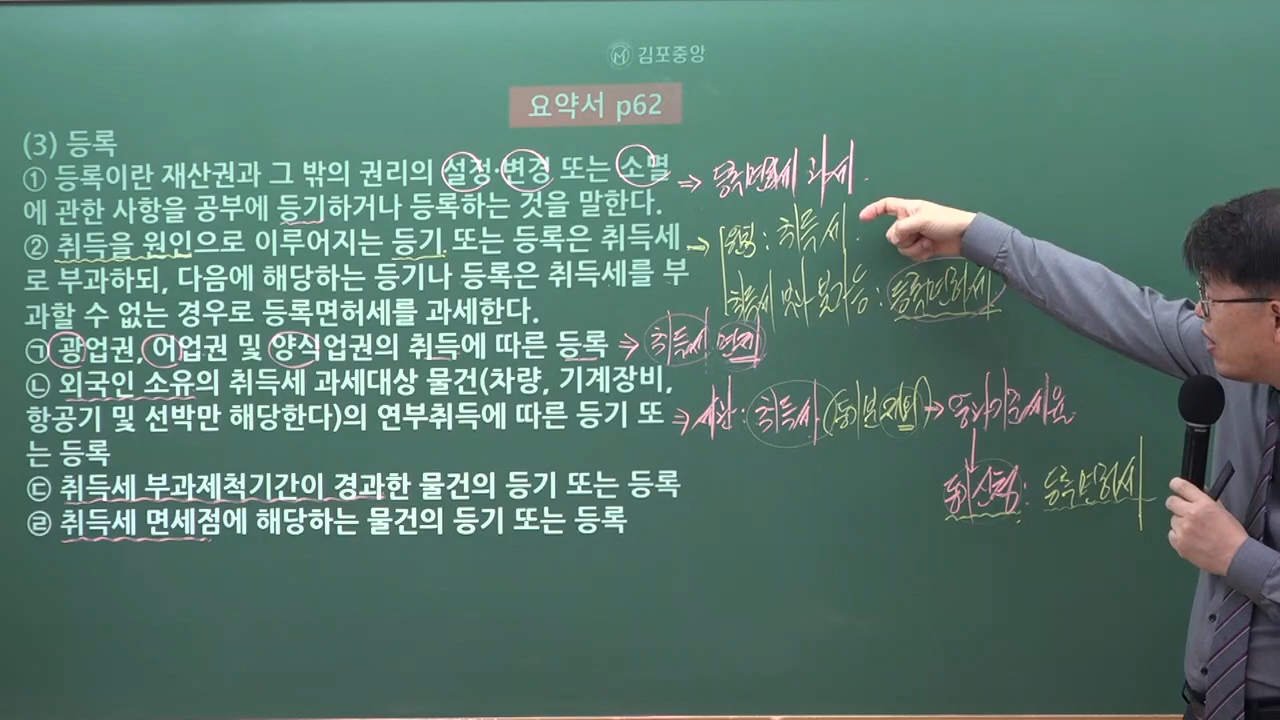 김포중앙
요약서 p62
(3) 등록
① 등록이란 재산권과 그 밖의 권리의 설정·변경 또는 소멸
에 관한 사항을 공부에 등기하거나 등록하는 것을 말한다.
② 취득을 원인으로 이루어지는 등기 또는 등록은 취득세
로 부과하되, 다음에 해당하는 등기나 등록은 취득세를 부
과할 수 없는 경우로 등록면허세를 과세한다.
㉠ 광업권, 어업권 및 양식업권의 취득에 따른 등록
㉡ 외국인 소유의 취득세 과세대상 물건(차량, 기계장비,
항공기 및 선박만 해당한다)의 연부취득에 따른 등기 또
는 등록
㉢ 취득세 부과제척기간이 경과한 물건의 등기 또는 등록
㉣ 취득세 면세점에 해당하는 물건의 등기 또는 등록
⇒ 등록면허세 과세.
→ 원칙: 취득세.
취득세 부과 불가능: 등록면허세
⇒ 취득세 면제
⇒ 취득세
등록면허세